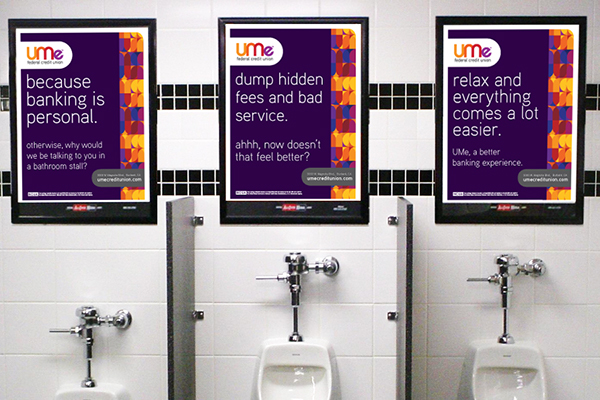 ume
federal credit union
because
banking is
personal.
otherwise, why would
we be talking to you in
a bathroom stall?
umecreditunion.com
ume
federal credit union
dump hidden
fees and bad
service.
ahhh, now doesn't
that feel better?
umecreditunion.com
ume
federal credit union
relax and
everything
comes a lot
easier.
UMe, a better
banking experience.
umecreditunion.com